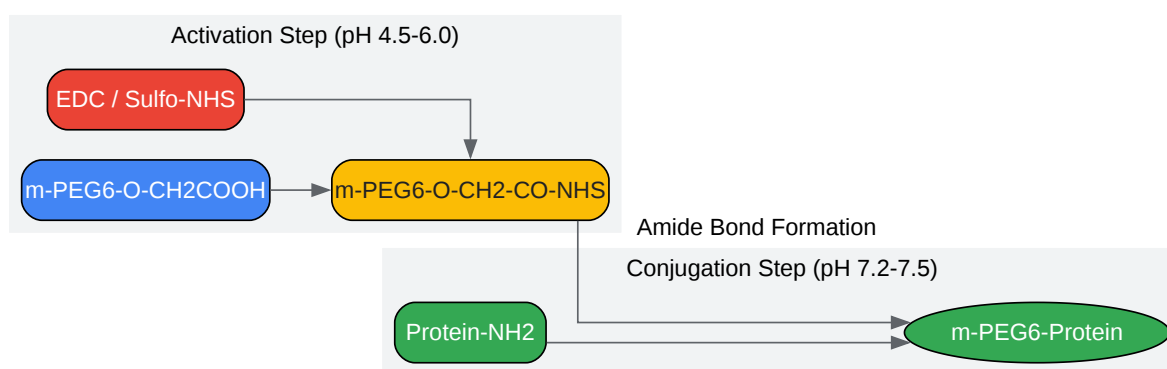 Activation Step (pH 4.5-6.0)
EDC / Sulfo-NHS
m-PEG6-O-CH2COOH
m-PEG6-O-CH2-CO-NHS
Amide Bond Formation
Conjugation Step (pH 7.2-7.5)
Protein-NH2
m-PEG6-Protein